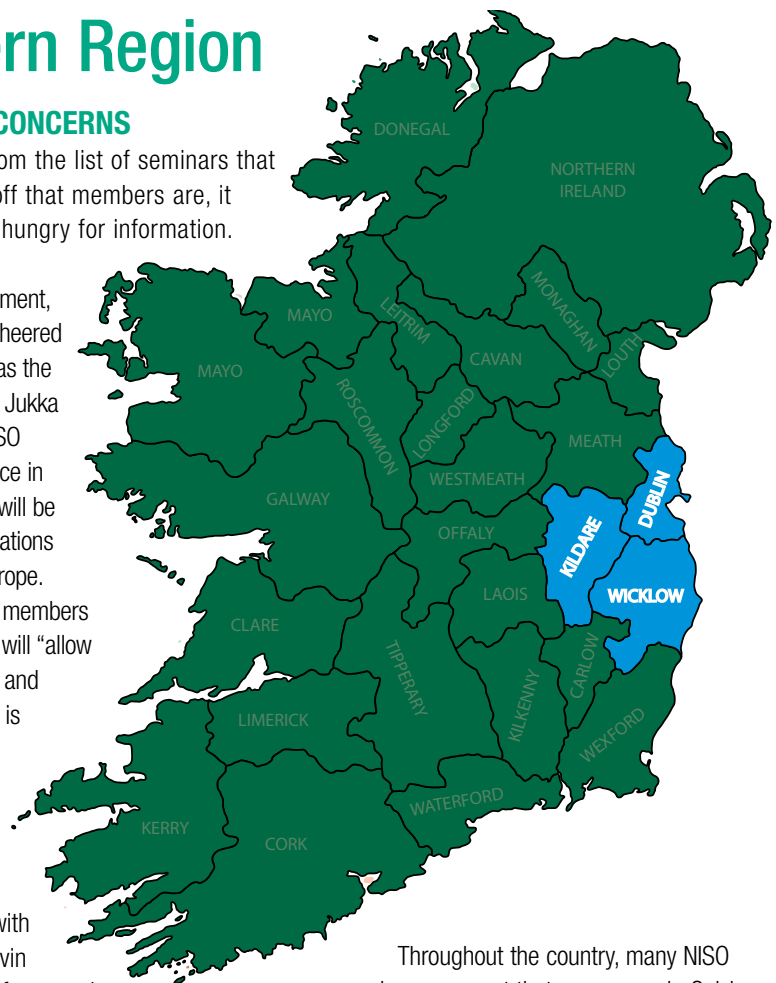 ern Region
CONCERNS
om the list of seminars that
off that members are, it
hungry for information.
ment,
heered
as the
Jukka
SO
ce in
will be
ations
rope.
members
will “allow
and
is
with
vin
Throughout the country, many NISO
DONEGAL
NORTHERN
IRELAND
MONAGHAN
LEITRIM
MAYO
CAVAN
LOUTH
MAYO
ROSCOMMON
LONGFORD
MEATH
WESTMEATH
DUBLIN
GALWAY
OFFALY
KILDARE
LAOIS
WICKLOW
CLARE
TIPPERARY
CARLOW
KILKENNY
LIMERICK
WEXFORD
WATERFORD
KERRY
CORK